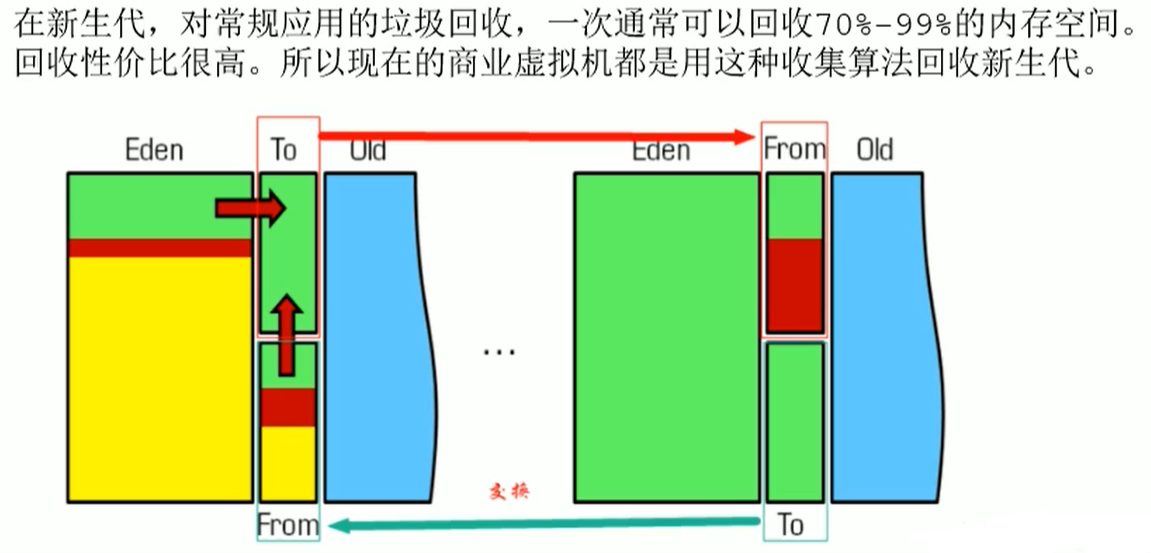 在新生代，对常规应用的垃圾回收，一次通常可以回收70%-99%的内存空间。
回收性价比很高。所以现在的商业虚拟机都是用这种收集算法回收新生代。
Eden To Old Eden From Old
...
交换
From To